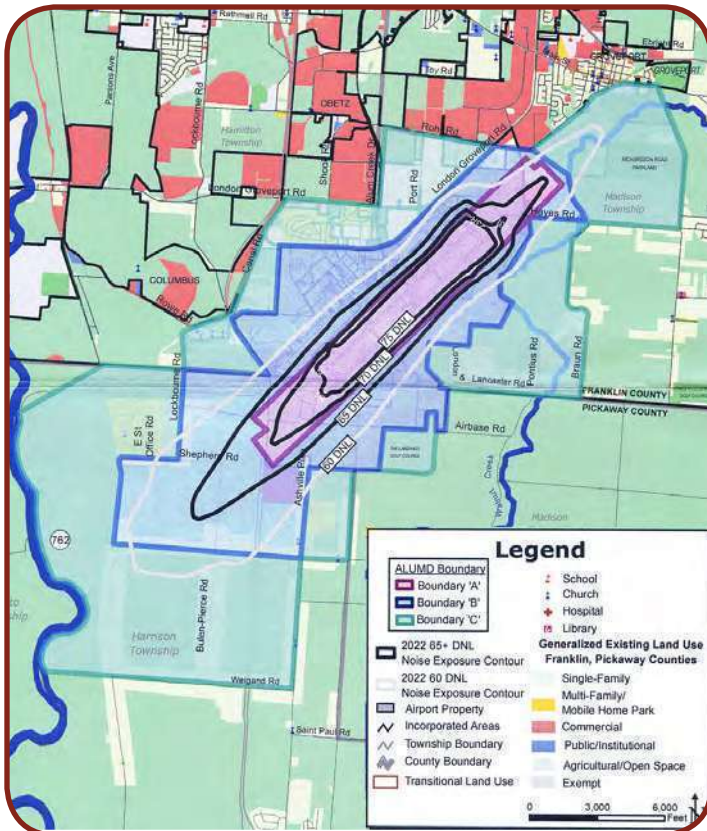 Rathmell Rd
Parsons Ave
Lockbourne Rd
OBETZ
Hamilton
Township
Shook Rd
Alum Creek Dr
Rohr Rd
Port Rd
London Groveport Rd
London Groveport Rd
GROVEPORT
GROVEPORT
Ebright Rd
Madison
Township
Hayes Rd
COLUMBUS
Rowe Rd
75 DNL
70 DNL
65 DNL
60 DNL
& Lancaster Rd
Pontius Rd
Braun Rd
FRANKLIN COUNTY
PICKAWAY COUNTY
Lockbourne Rd
E St
Office Rd
Shepherd Rd
Airbase Rd
Ashville Rd
Walnut Creek
Madison
762
Harrison
Township
Bulen-Pierce Rd
Weigand Rd
Saint Paul Rd
Legend
ALUMD Boundary
Boundary 'A'
Boundary 'B'
Boundary 'C'
2022 65+ DNL
Noise Exposure Contour
2022 60 DNL
Noise Exposure Contour
Airport Property
Incorporated Areas
Township Boundary
County Boundary
Transitional Land Use
School
Church
Hospital
Library
Generalized Existing Land Use
Franklin, Pickaway Counties
Single-Family
Multi-Family/
Mobile Home Park
Commercial
Public/Institutional
Agricultural/Open Space
Exempt
0 3,000 6,000
Feet
N